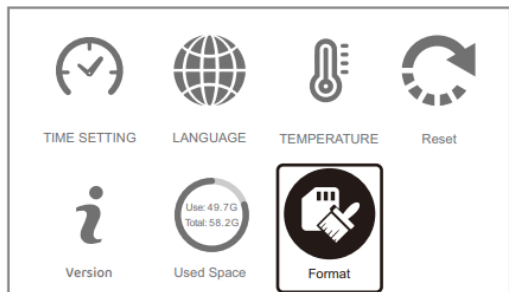 TIME SETTING
LANGUAGE
TEMPERATURE
Reset
Use: 49.7G
Total: 58.2G
Version
Used Space
Format